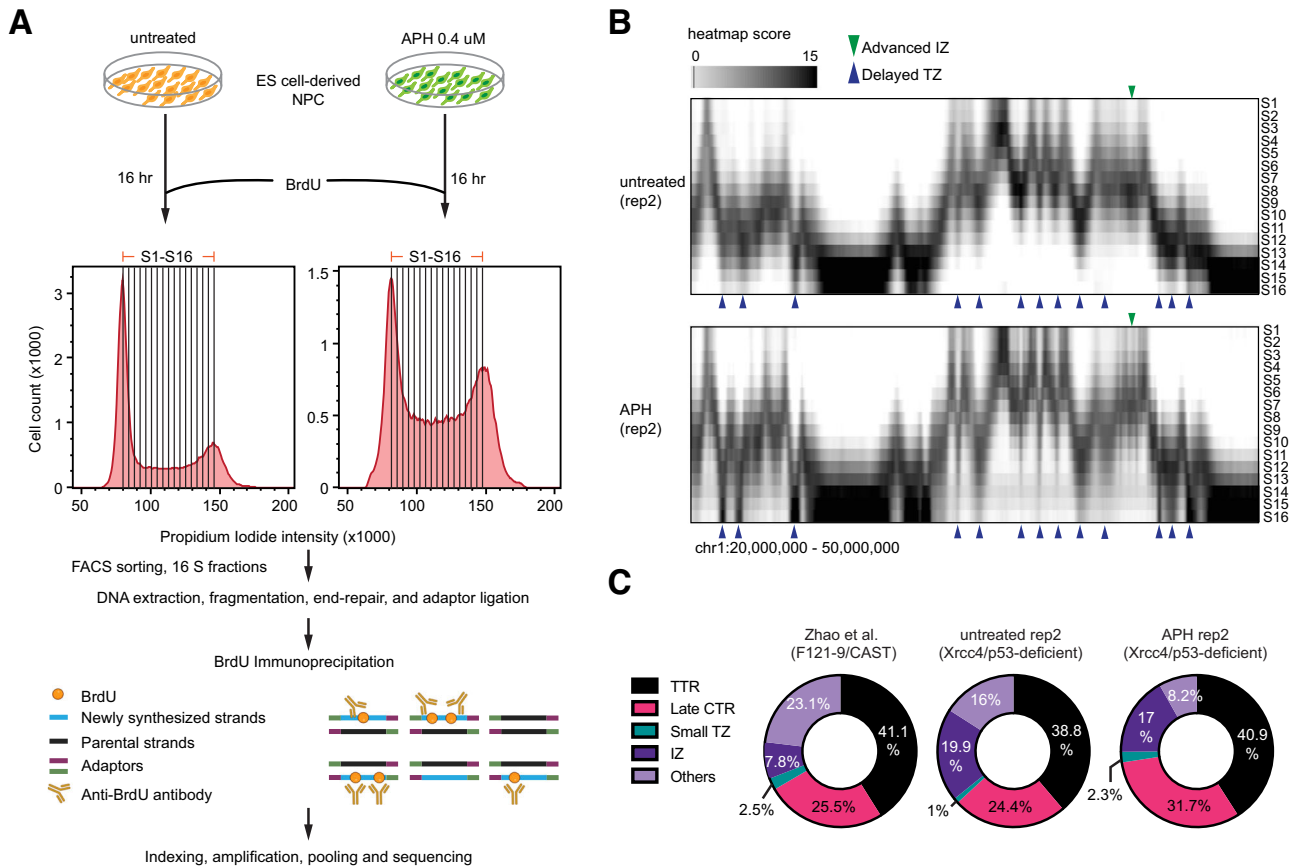 A
untreated
APH 0.4 uM
ES cell-derived
NPC
16 hr
BrdU
16 hr
S1-S16
S1-S16
Cell count (x1000)
3
2
1
0
1.5
1
0.5
0
50 100 150 200
50 100 150 200
Propidium Iodide intensity (x1000)
FACS sorting, 16 S fractions
DNA extraction, fragmentation, end-repair, and adaptor ligation
BrdU Immunoprecipitation
BrdU
Newly synthesized strands
Parental strands
Adaptors
Anti-BrdU antibody
Indexing, amplification, pooling and sequencing
B
heatmap score
0 15
Advanced IZ
Delayed TZ
untreated
(rep2)
S1
S2
S3
S4
S5
S6
S7
S8
S9
S10
S11
S12
S13
S14
S15
S16
APH
(rep2)
S1
S2
S3
S4
S5
S6
S7
S8
S9
S10
S11
S12
S13
S14
S15
S16
chr1:20,000,000 - 50,000,000
C
TTR
Late CTR
Small TZ
IZ
Others
Zhao et al.
(F121-9/CAST)
23.1%
41.1
%
7.8%
2.5%
25.5%
untreated rep2
(Xrcc4/p53-deficient)
16%
38.8
%
19.9
%
1%
24.4%
APH rep2
(Xrcc4/p53-deficient)
8.2%
17
%
40.9
%
2.3%
31.7%